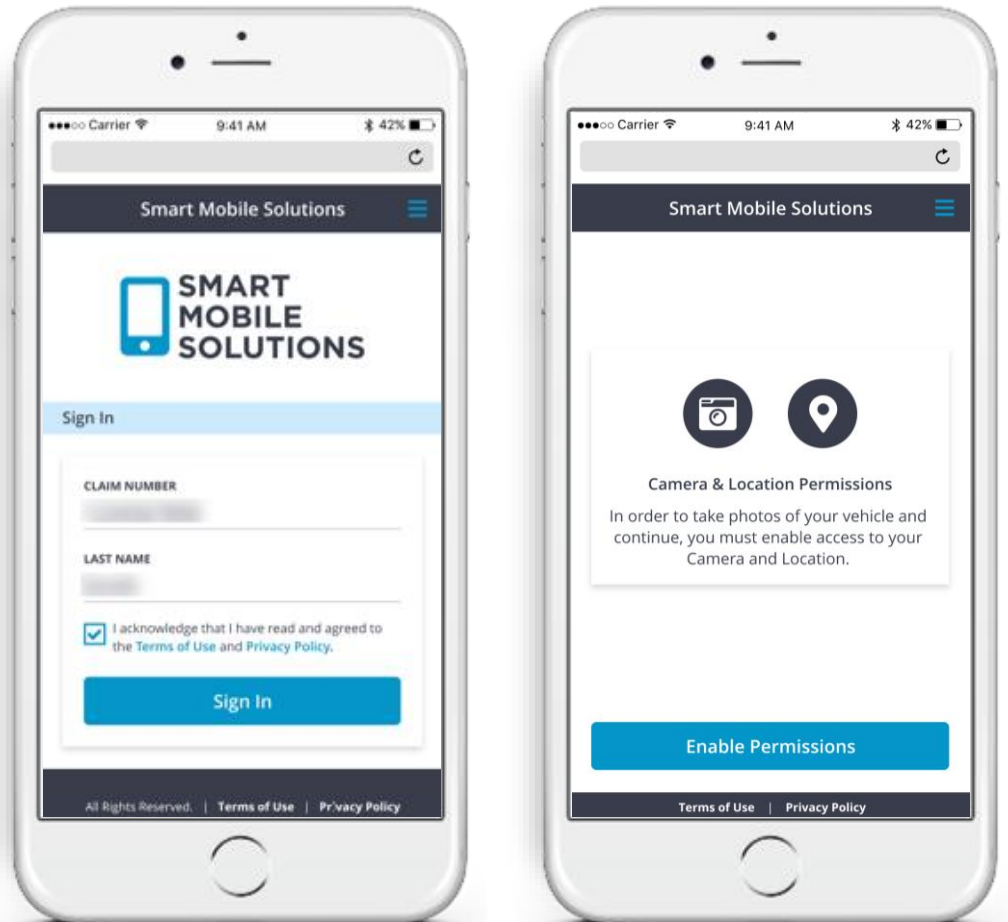 Carrier 9:41 AM 42%
Smart Mobile Solutions
SMART
MOBILE
SOLUTIONS
Sign In
CLAIM NUMBER
LAST NAME
I acknowledge that I have read and agreed to
the Terms of Use and Privacy Policy.
Sign In
All Rights Reserved. | Terms of Use | Privacy Policy
Carrier 9:41 AM 42%
Smart Mobile Solutions
Camera & Location Permissions
In order to take photos of your vehicle and
continue, you must enable access to your
Camera and Location.
Enable Permissions
Terms of Use | Privacy Policy